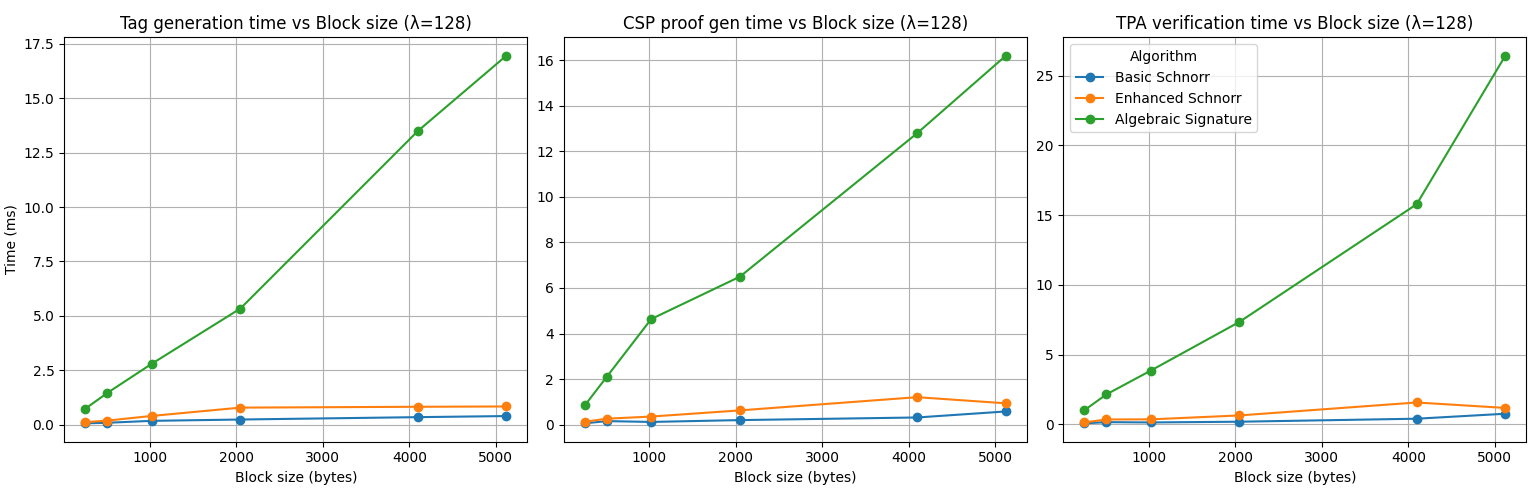 Tag generation time vs Block size (λ=128)
17.5
15.0
12.5
10.0
7.5
5.0
2.5
0.0
Time (ms)
1000 2000 3000 4000 5000
Block size (bytes)
CSP proof gen time vs Block size (λ=128)
16
14
12
10
8
6
4
2
0
1000 2000 3000 4000 5000
Block size (bytes)
TPA verification time vs Block size (λ=128)
Algorithm
Basic Schnorr
Enhanced Schnorr
Algebraic Signature
25
20
15
10
5
0
1000 2000 3000 4000 5000
Block size (bytes)